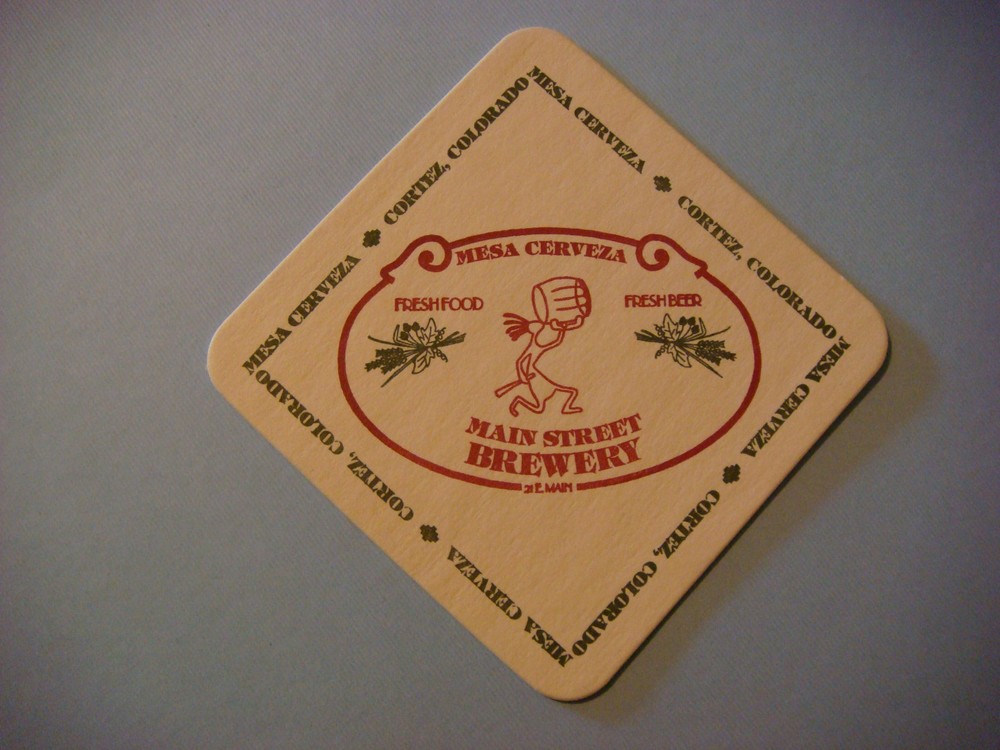 MESA CERVEZA CORTEZ, COLORADO
MESA CERVEZA CORTEZ, COLORADO
MESA CERVEZA
FRESH FOOD
FRESH BEER
MAIN STREET
BREWERY
21 E. MAIN
MESA CERVEZA CORTEZ, COLORADO
MESA CERVEZA CORTEZ, COLORADO